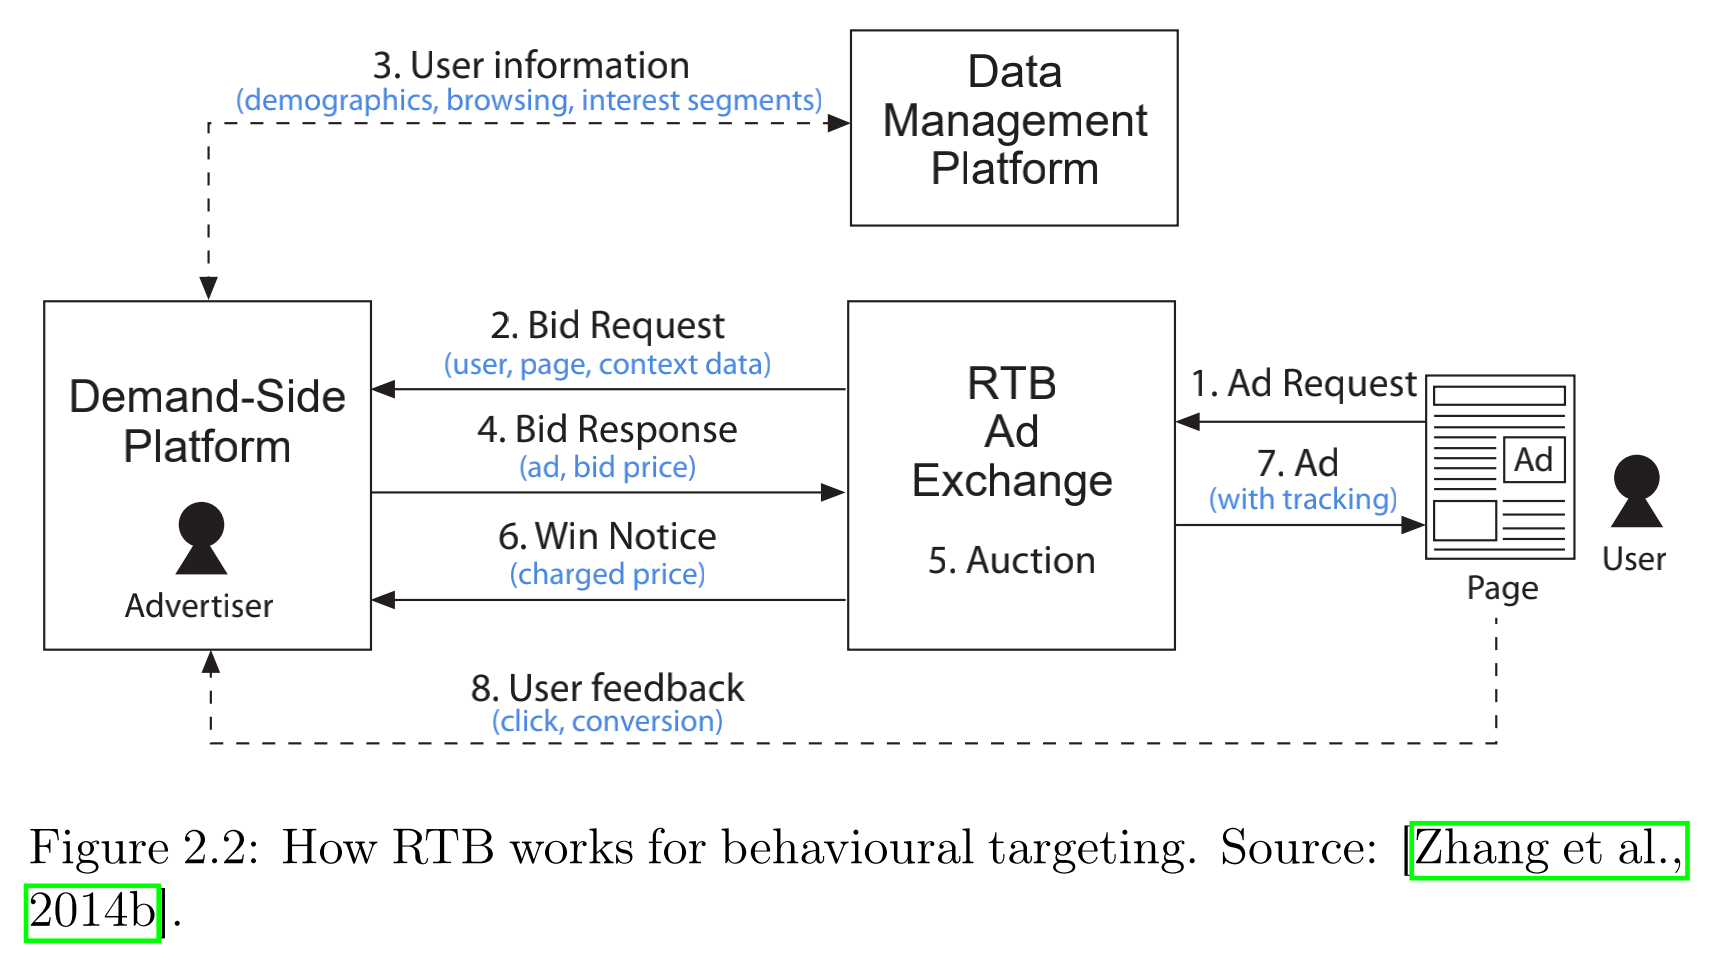 3. User information
(demographics, browsing, interest segments)
Data
Management
Platform
2. Bid Request
(user, page, context data)
Demand-Side
Platform
4. Bid Response
(ad, bid price)
6. Win Notice
(charged price)
Advertiser
RTB
Ad
Exchange
5. Auction
1. Ad Request
7. Ad
(with tracking)
Ad
Page
User
8. User feedback
(click, conversion)
Figure 2.2: How RTB works for behavioural targeting. Source: [Zhang et al.,
2014b].